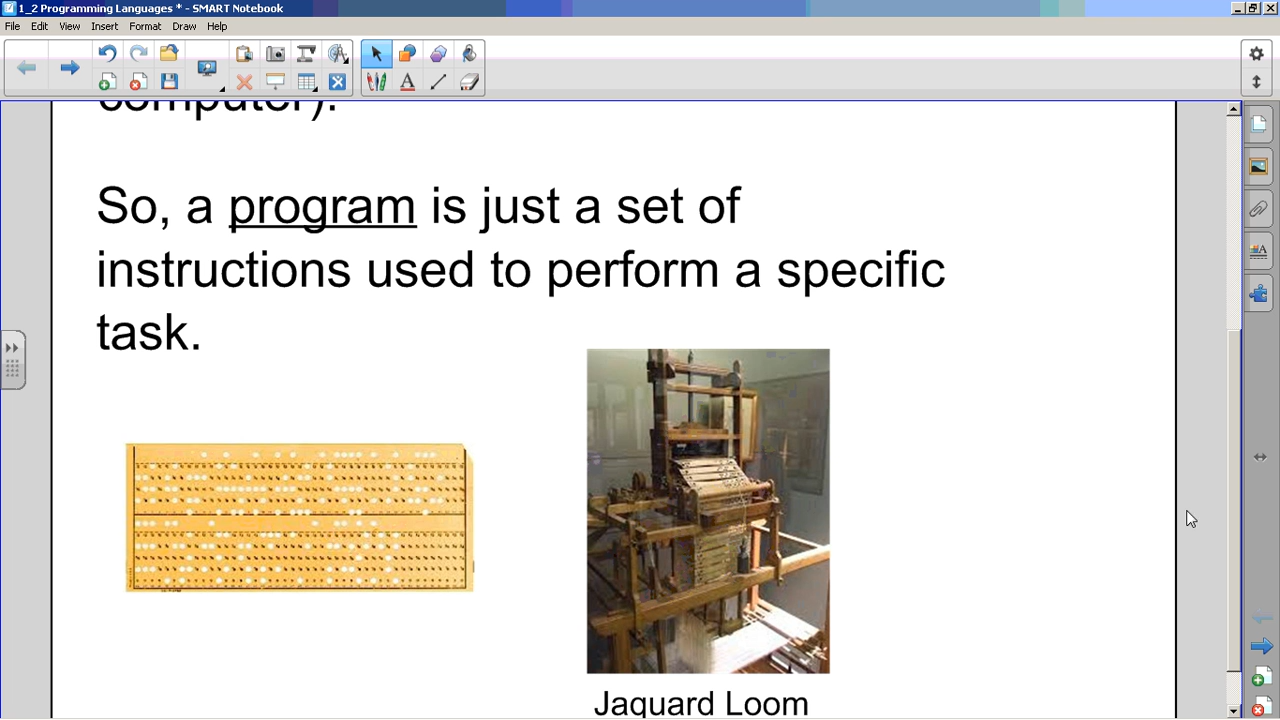 1_2 Programming Languages * - SMART Notebook
File Edit View Insert Format Draw Help
computer).
So, a program is just a set of
instructions used to perform a specific
task.
Jaquard Loom